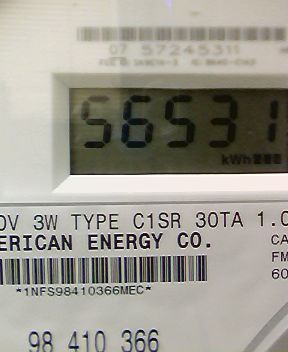 07 57245311
56531
kWh
0V 3W TYPE C1SR 30TA 1.0
ERICAN ENERGY CO.
CA
FM
60
*1NFS98410366MEC*
98 410 366